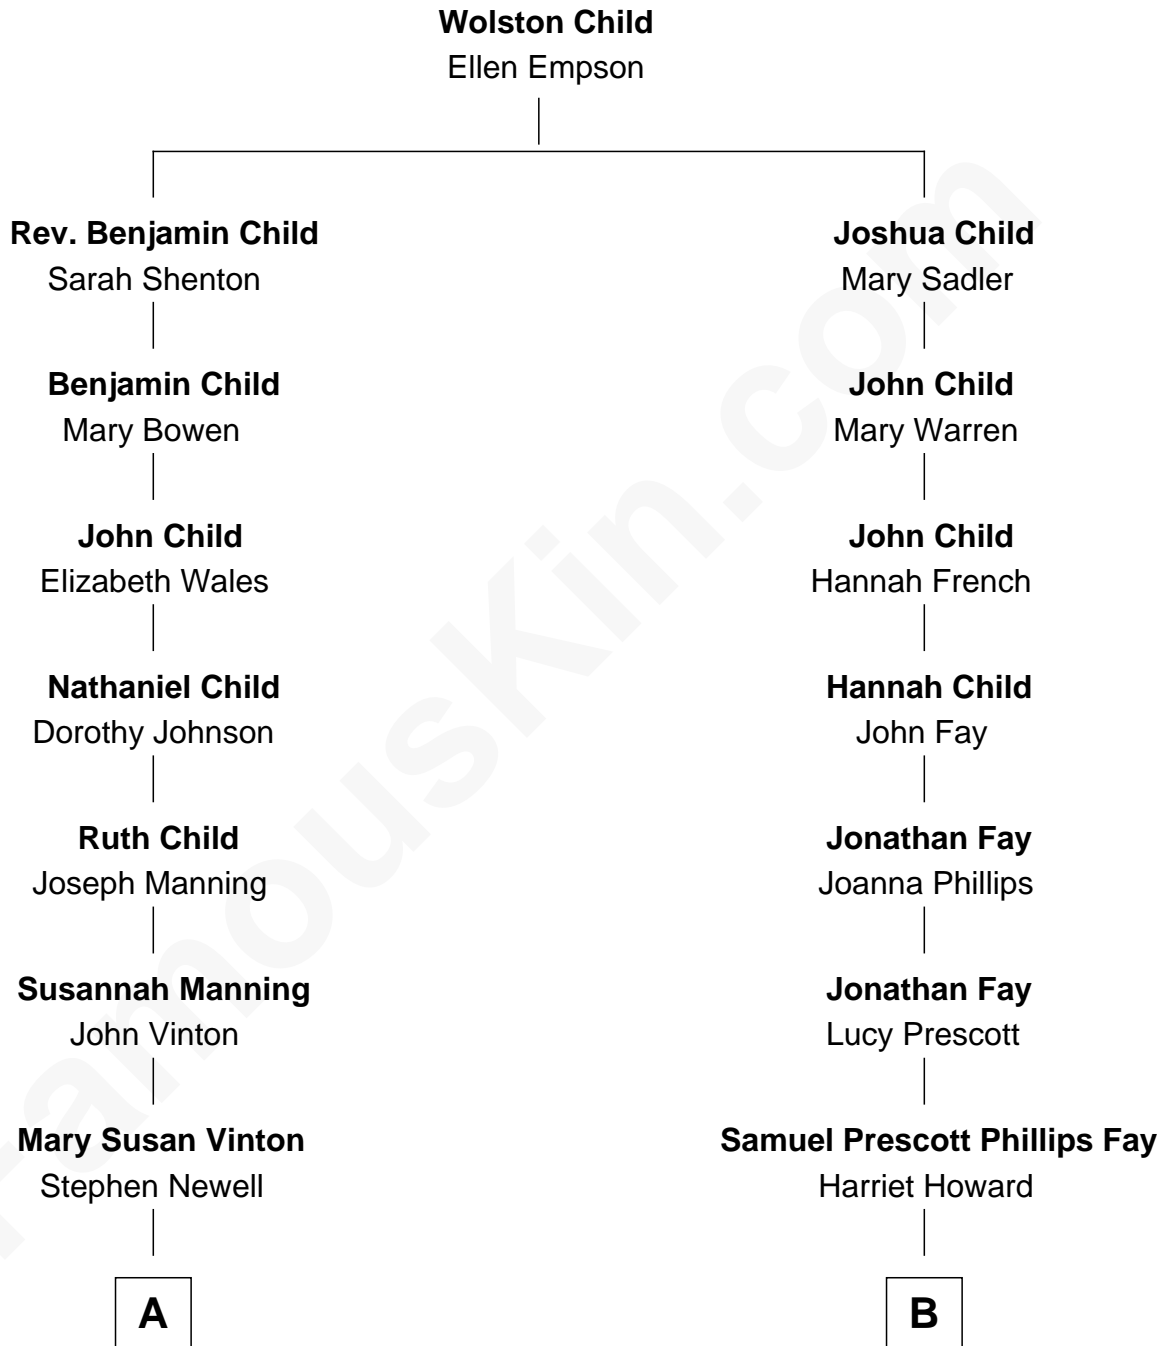 Wolston Child
Ellen Empson
Rev. Benjamin Child
Sarah Shenton
Joshua Child
Mary Sadler
Benjamin Child
Mary Bowen
John Child
Mary Warren
John Child
Elizabeth Wales
John Child
Hannah French
Nathaniel Child
Dorothy Johnson
Hannah Child
John Fay
Ruth Child
Joseph Manning
Jonathan Fay
Joanna Phillips
Susannah Manning
John Vinton
Jonathan Fay
Lucy Prescott
Mary Susan Vinton
Stephen Newell
Samuel Prescott Phillips Fay
Harriet Howard
A
B
FamousKin.com